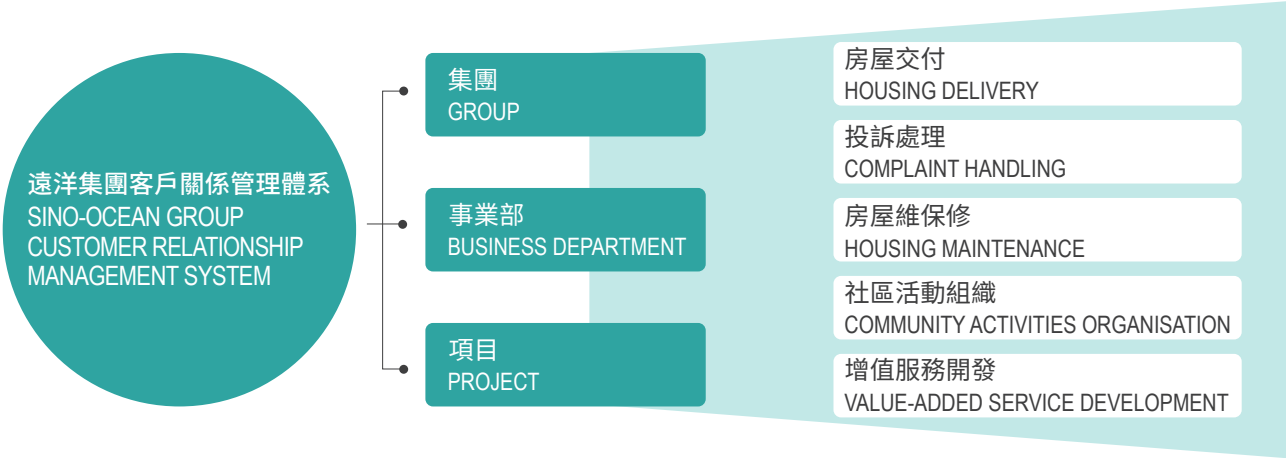 遠洋集團客戶關係管理體系
SINO-OCEAN GROUP
CUSTOMER RELATIONSHIP
MANAGEMENT SYSTEM
集團
GROUP
事業部
BUSINESS DEPARTMENT
項目
PROJECT
房屋交付
HOUSING DELIVERY
投訴處理
COMPLAINT HANDLING
房屋維保修
HOUSING MAINTENANCE
社區活動組織
COMMUNITY ACTIVITIES ORGANISATION
增值服務開發
VALUE-ADDED SERVICE DEVELOPMENT